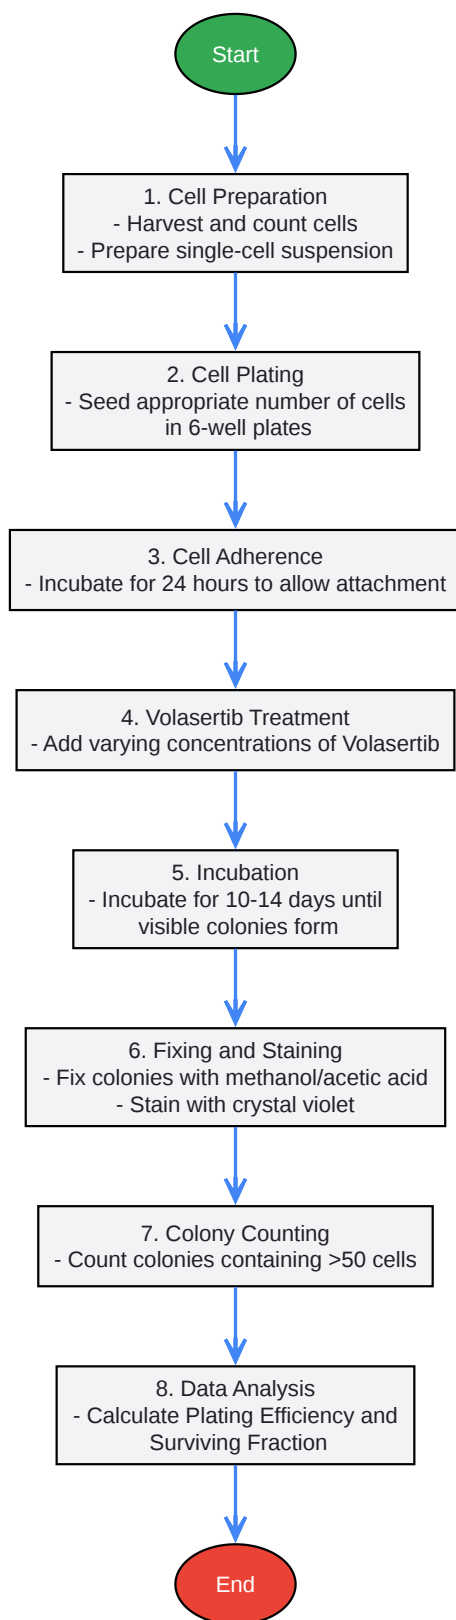 Start
1. Cell Preparation
- Harvest and count cells
- Prepare single-cell suspension
2. Cell Plating
- Seed appropriate number of cells
in 6-well plates
3. Cell Adherence
- Incubate for 24 hours to allow attachment
4. Volasertib Treatment
- Add varying concentrations of Volasertib
5. Incubation
- Incubate for 10-14 days until
visible colonies form
6. Fixing and Staining
- Fix colonies with methanol/acetic acid
- Stain with crystal violet
7. Colony Counting
- Count colonies containing >50 cells
8. Data Analysis
- Calculate Plating Efficiency and
Surviving Fraction
End